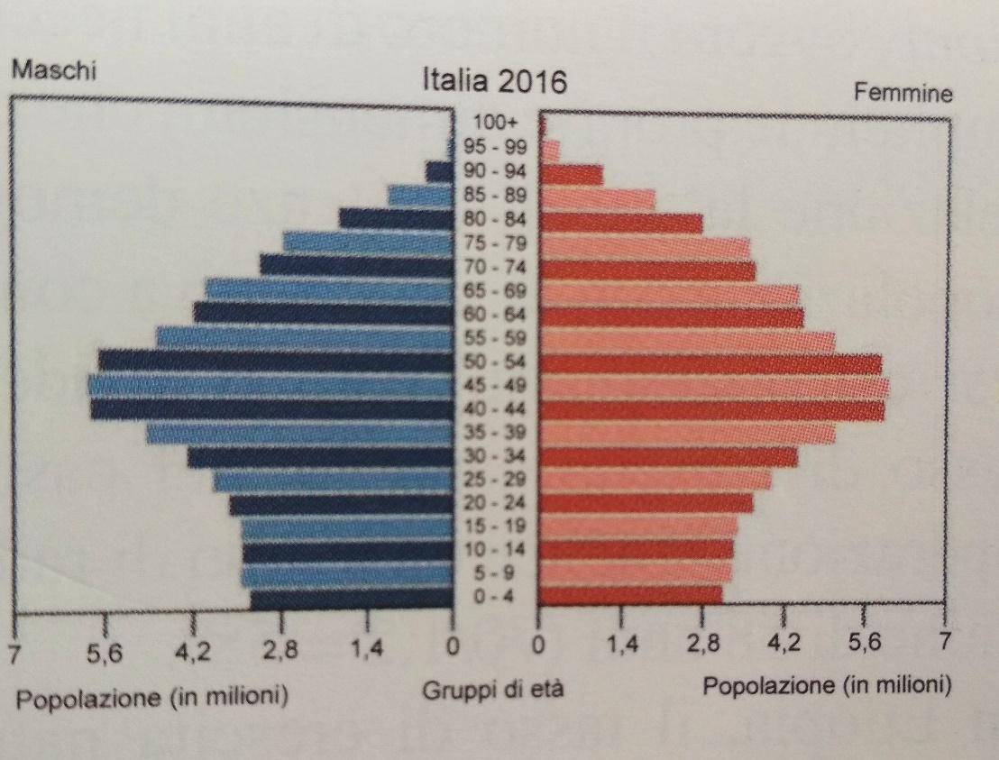 Maschi
Italia 2016
Femmine
100+
95 - 99
90 - 94
85 - 89
80 - 84
75 - 79
70 - 74
65 - 69
60 - 64
55 - 59
50 - 54
45 - 49
40 - 44
35 - 39
30 - 34
25 - 29
20 - 24
15 - 19
10 - 14
5 - 9
0 - 4
7 5,6 4,2 2,8 1,4 0 0 1,4 2,8 4,2 5,6 7
Popolazione (in milioni) Gruppi di età Popolazione (in milioni)